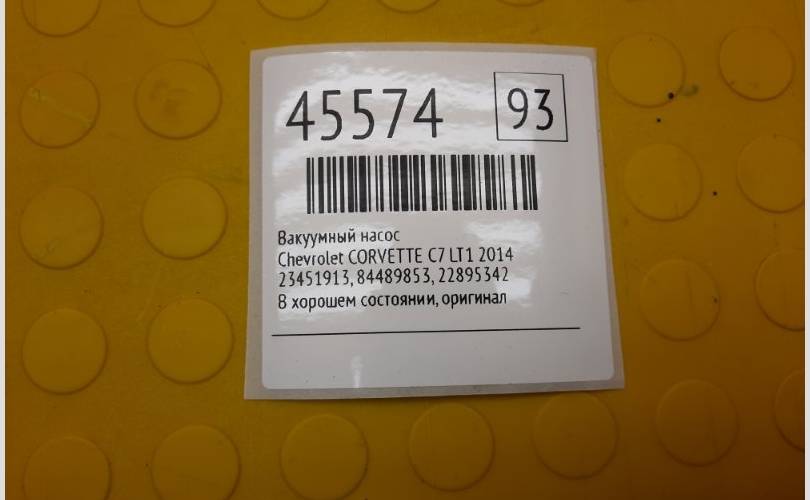 45574 93
Вакуумный насос
Chevrolet CORVETTE C7 LT1 2014
23451913, 84489853, 22895342
В хорошем состоянии, оригинал